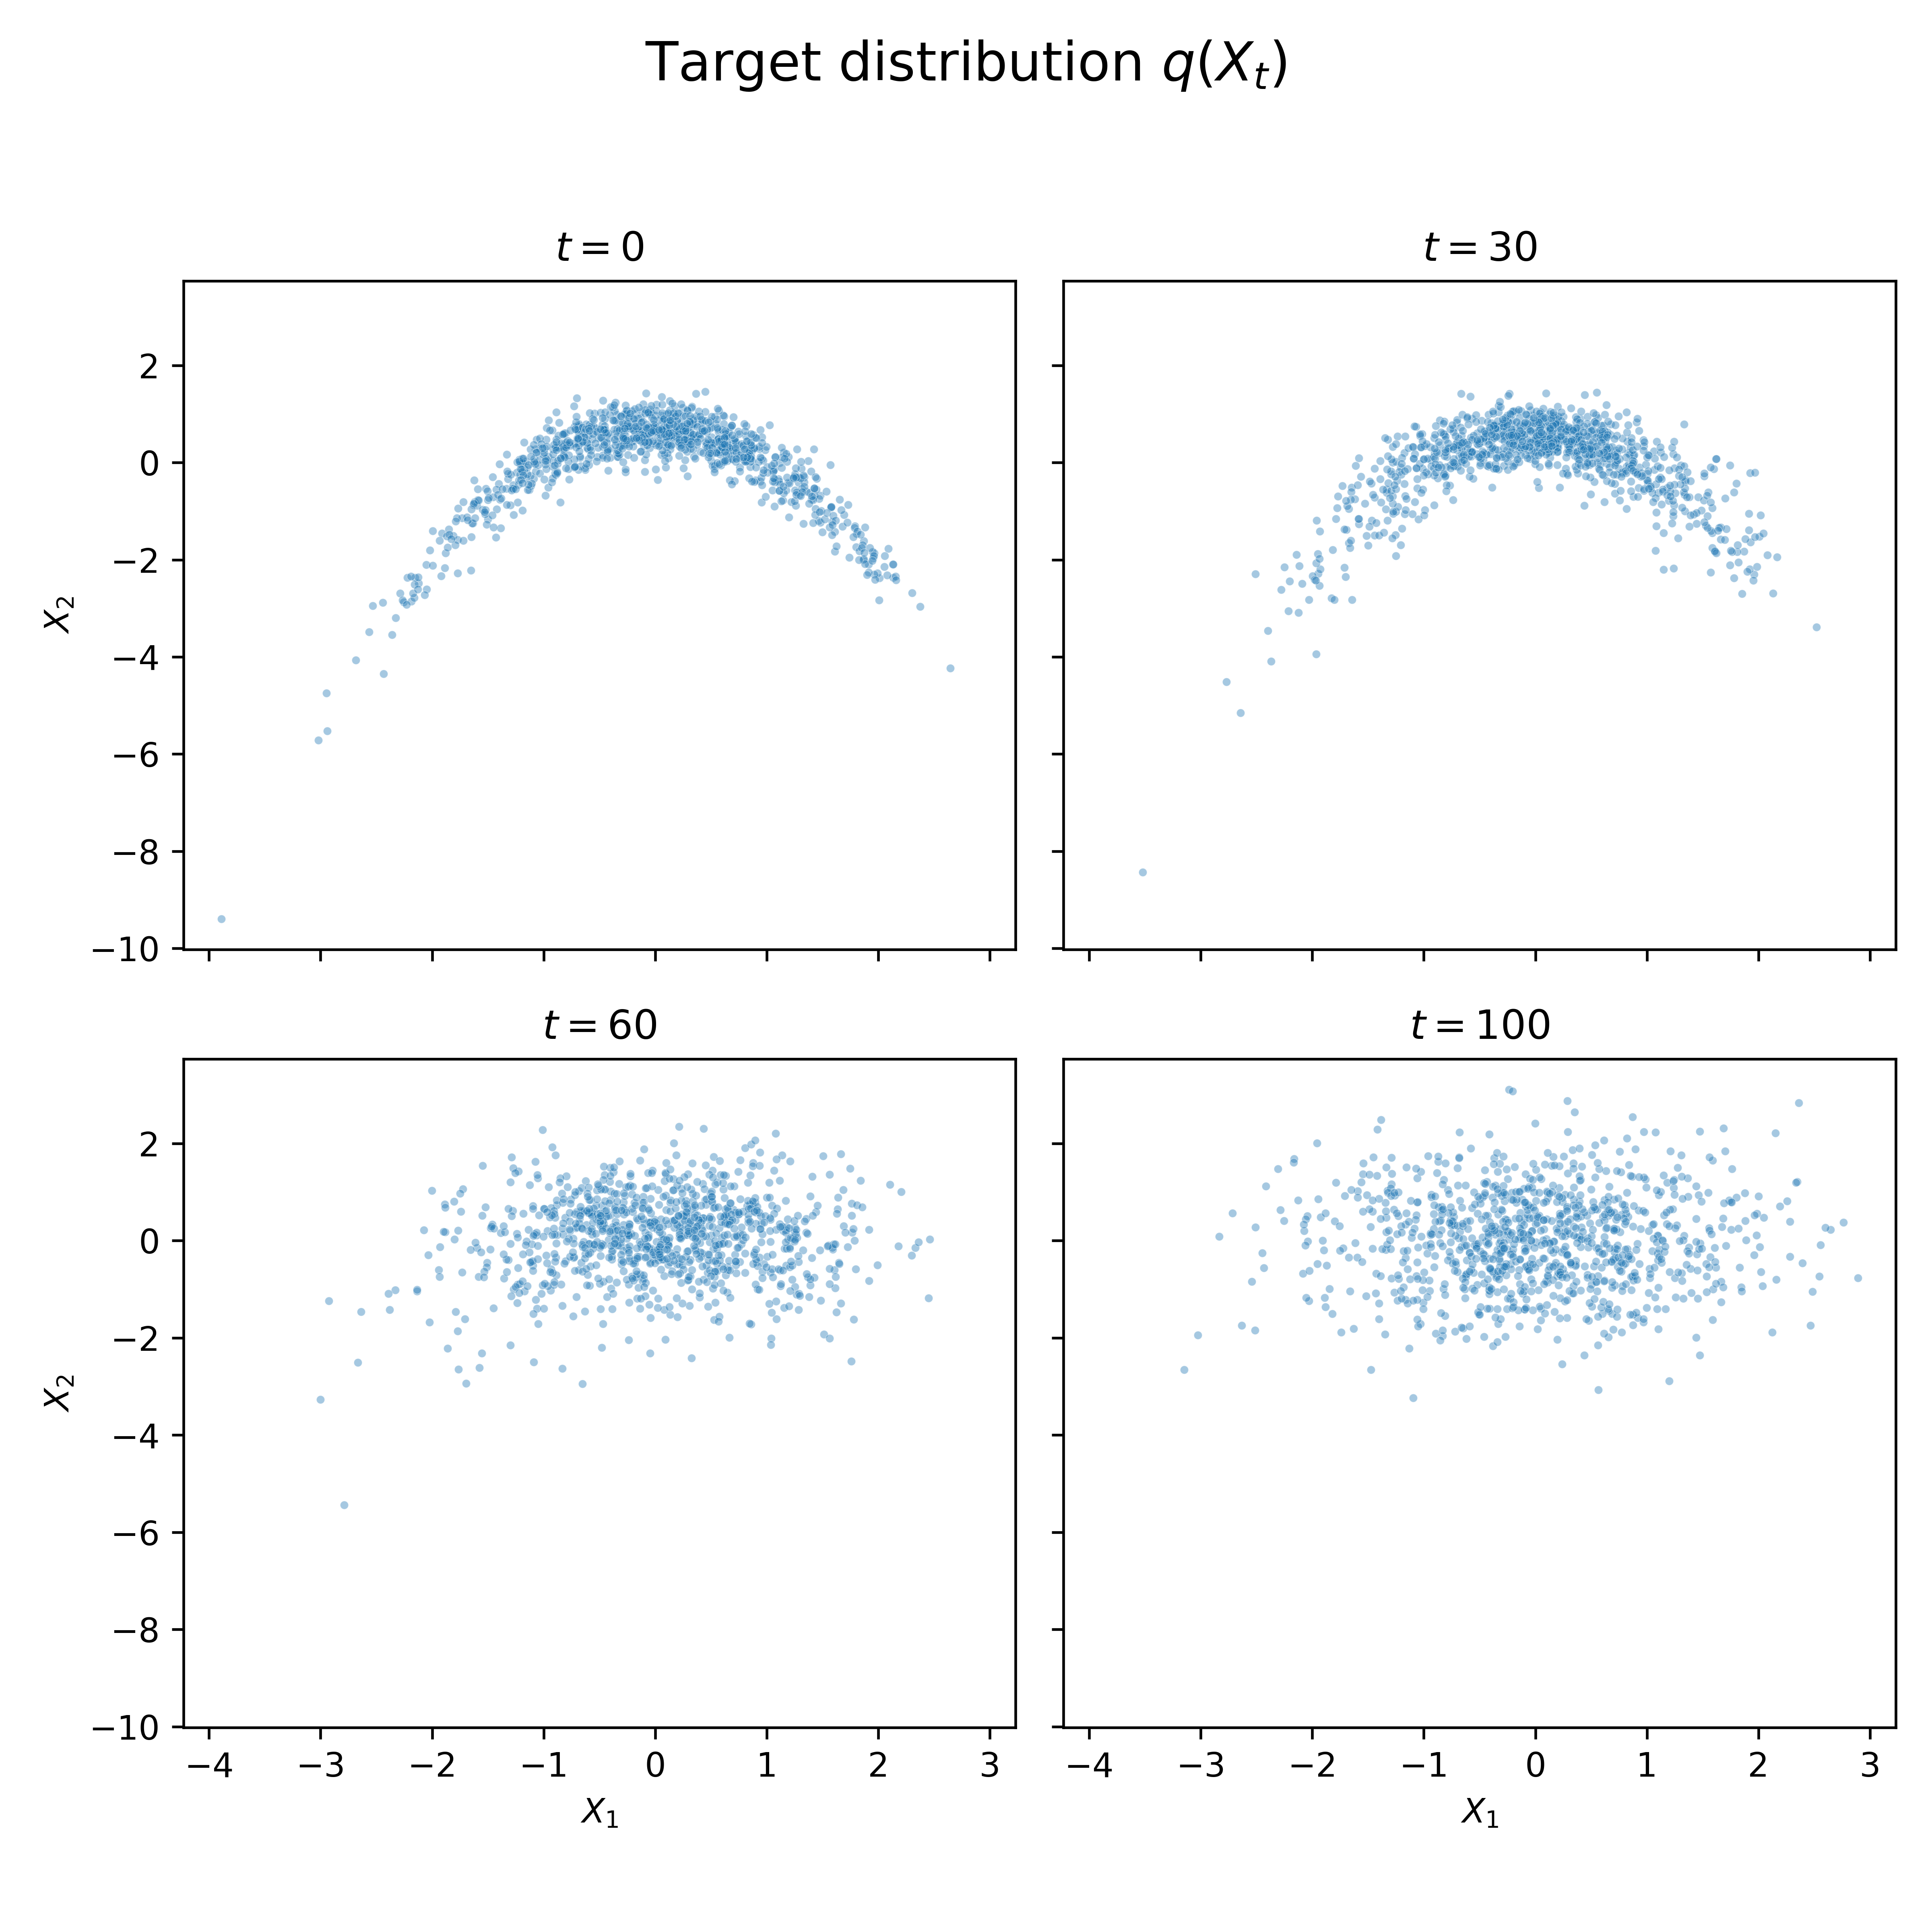 Target distribution q(X_t)
t = 0
t = 30
2
0
−2
−4
−6
−8
−10
X_2
t = 60
t = 100
2
0
−2
−4
−6
−8
−10
X_2
−4 −3 −2 −1 0 1 2 3
−4 −3 −2 −1 0 1 2 3
X_1
X_1